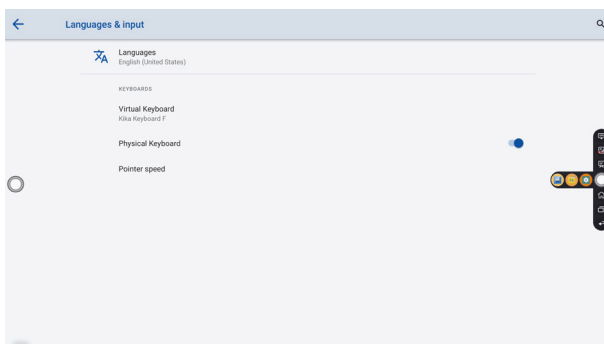 Languages & input
Languages
English (United States)
KEYBOARDS
Virtual Keyboard
Kika Keyboard F
Physical Keyboard
Pointer speed